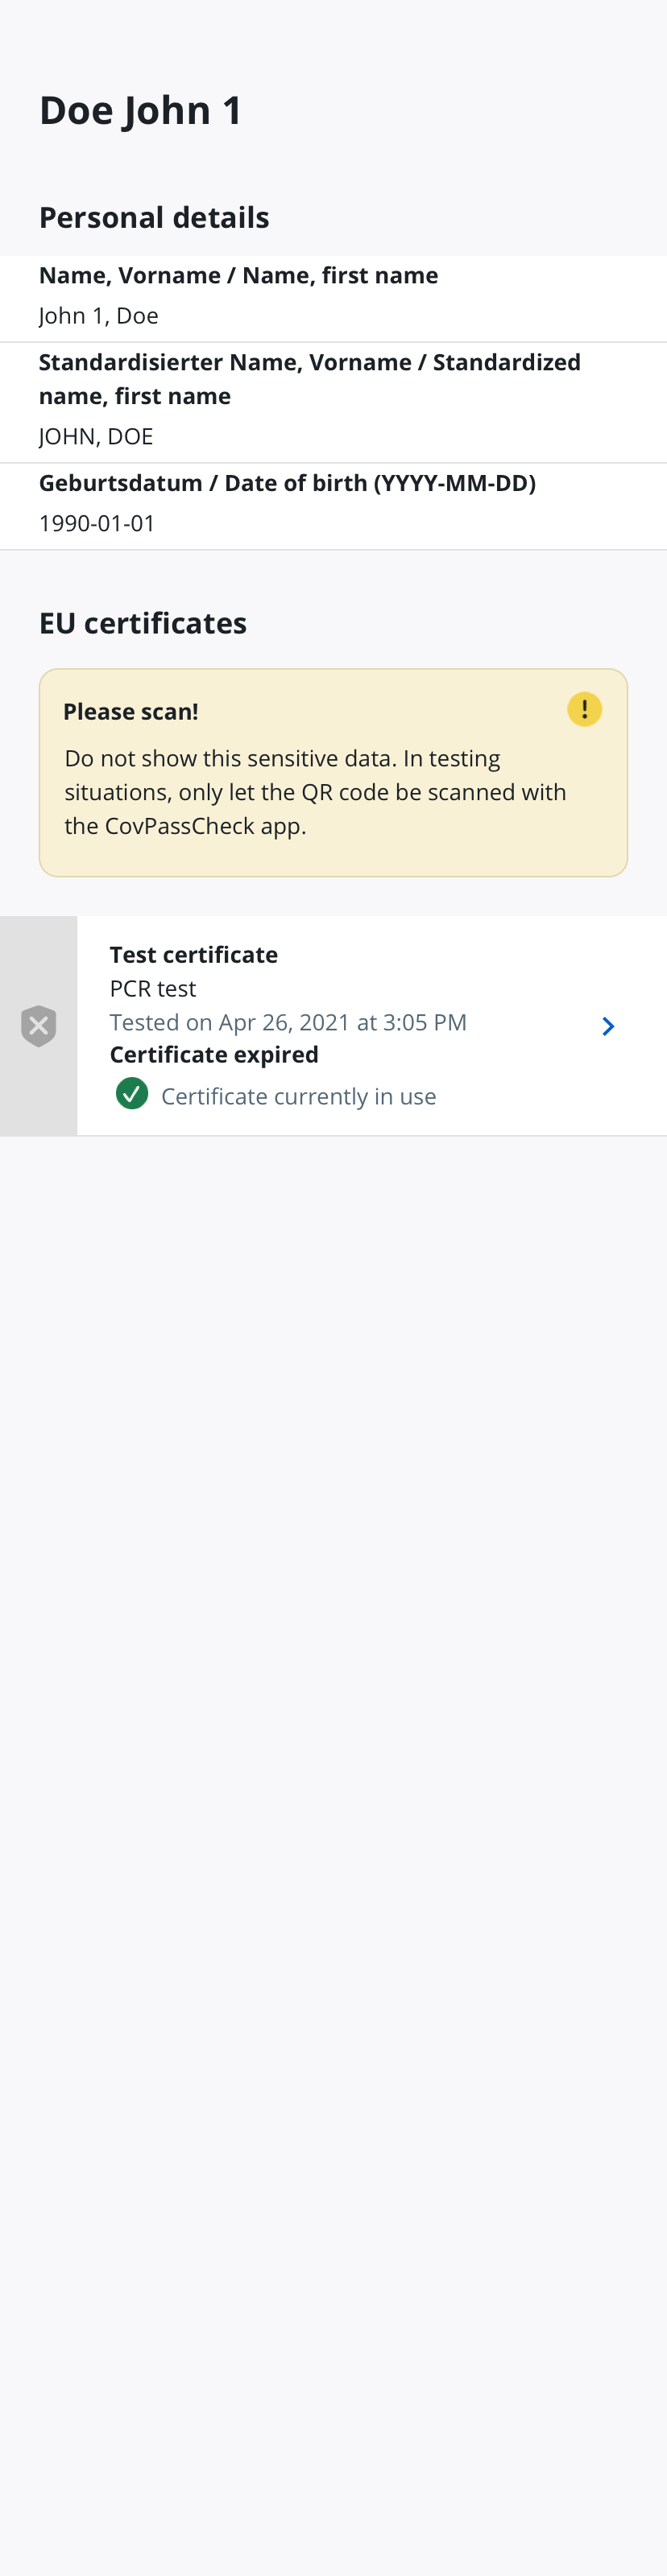 Doe John 1
Personal details
Name, Vorname / Name, first name
John 1, Doe
Standardisierter Name, Vorname / Standardized
name, first name
JOHN, DOE
Geburtsdatum / Date of birth (YYYY-MM-DD)
1990-01-01
EU certificates
Please scan!
Do not show this sensitive data. In testing
situations, only let the QR code be scanned with
the CovPassCheck app.
Test certificate
PCR test
Tested on Apr 26, 2021 at 3:05 PM
Certificate expired
Certificate currently in use